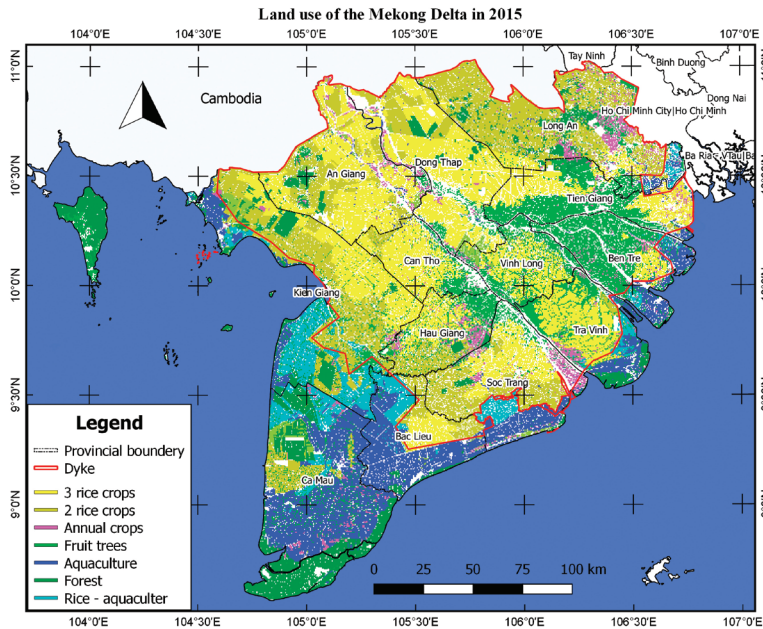 Land use of the Mekong Delta in 2015
104°0'E 104°30'E 105°0'E 105°30'E 106°0'E 106°30'E 107°0'E
11°0'N
Tay Ninh
Binh Duong
Cambodia
Dong Nai
Ho Chi Minh City|Ho Chi Minh
Long An
Ba Ria - VTau|Ba
Dong Thap
An Giang
10°30'N
Tien Giang
Can Tho
Vinh Long
Ben Tre
10°0'N
Kien Giang
Hau Giang
Tra Vinh
Soc Trang
9°30'N
Bac Lieu
Ca Mau
9°0'N
Legend
Provincial boundary
Dyke
3 rice crops
2 rice crops
Annual crops
Fruit trees
Aquaculture
Forest
Rice - aquaculter
0 25 50 75 100 km
104°0'E 104°30'E 105°0'E 105°30'E 106°0'E 106°30'E 107°0'E